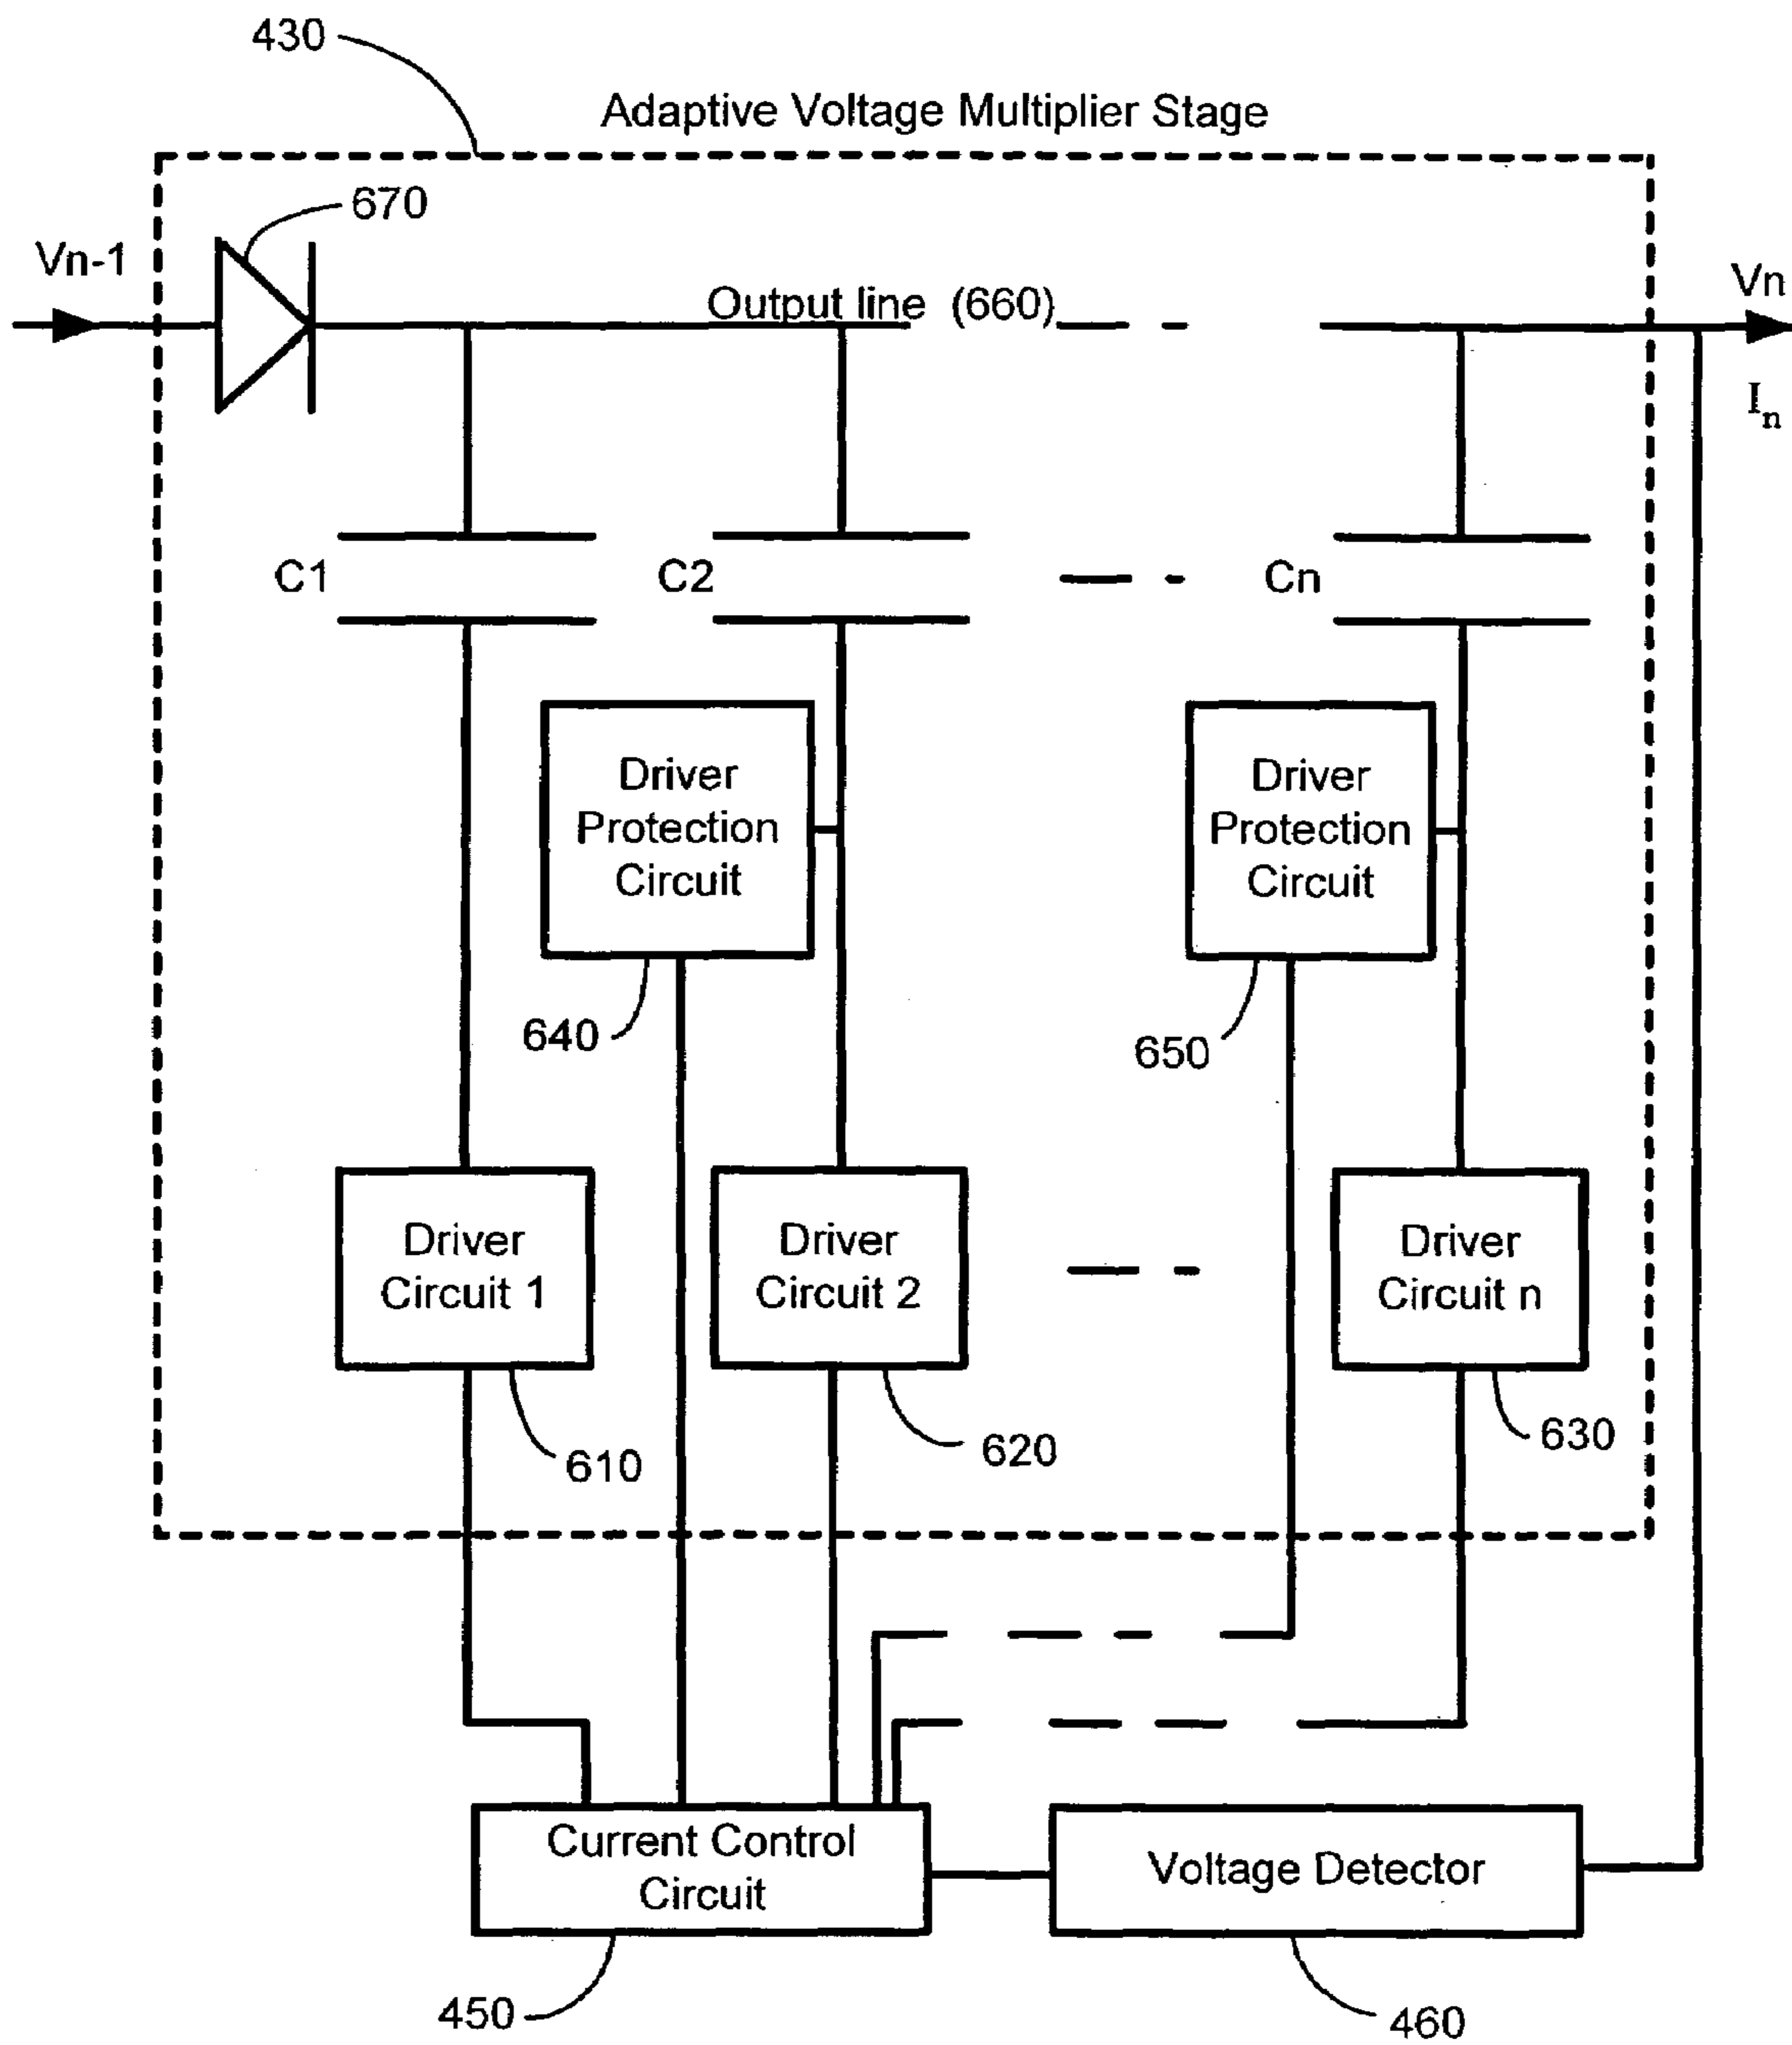 430
Adaptive Voltage Multiplier Stage
670
Vn-1
Output line (660)
Vn
In
C1
C2
Cn
Driver
Protection
Circuit
Driver
Protection
Circuit
640
650
Driver
Circuit 1
Driver
Circuit 2
Driver
Circuit n
610
620
630
Current Control
Circuit
Voltage Detector
450
460